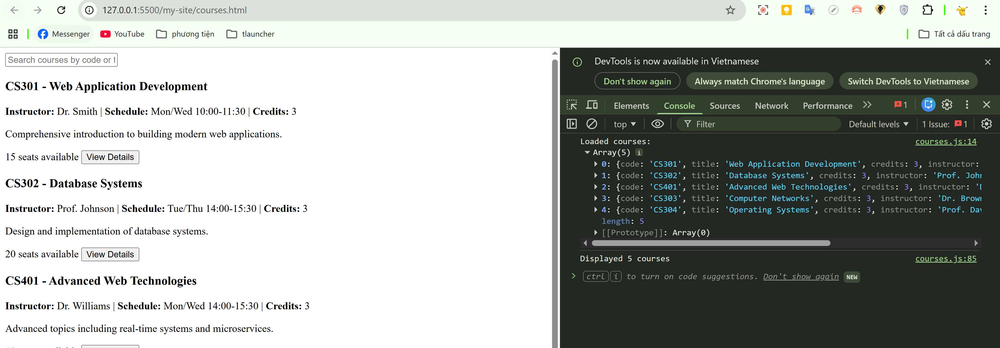 127.0.0.1:5500/my-site/courses.html
Messenger YouTube phương tiện tlauncher Tất cả dấu trang
Search courses by code or t
CS301 - Web Application Development
Instructor: Dr. Smith | Schedule: Mon/Wed 10:00-11:30 | Credits: 3
Comprehensive introduction to building modern web applications.
15 seats available View Details
CS302 - Database Systems
Instructor: Prof. Johnson | Schedule: Tue/Thu 14:00-15:30 | Credits: 3
Design and implementation of database systems.
20 seats available View Details
CS401 - Advanced Web Technologies
Instructor: Dr. Williams | Schedule: Mon/Wed 14:00-15:30 | Credits: 3
Advanced topics including real-time systems and microservices.
DevTools is now available in Vietnamese
Don't show again Always match Chrome's language Switch DevTools to Vietnamese
Elements Console Sources Network Performance 1
top Filter Default levels 1 Issue: 1
Loaded courses: courses.js:14
Array(5) i
0: {code: 'CS301', title: 'Web Application Development', credits: 3, instructor:
1: {code: 'CS302', title: 'Database Systems', credits: 3, instructor: 'Prof. John
2: {code: 'CS401', title: 'Advanced Web Technologies', credits: 3, instructor: 'D
3: {code: 'CS303', title: 'Computer Networks', credits: 3, instructor: 'Dr. Brown
4: {code: 'CS304', title: 'Operating Systems', credits: 3, instructor: 'Prof. Dav
length: 5
[[Prototype]]: Array(0)
Displayed 5 courses courses.js:85
ctrl i to turn on code suggestions. Don't show again NEW